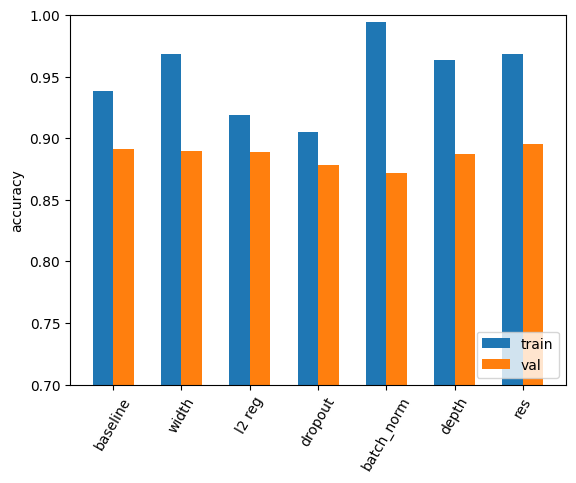 1.00
0.95
0.90
0.85
0.80
0.75
0.70
accuracy
baseline
width
l2 reg
dropout
batch_norm
depth
res
train
val